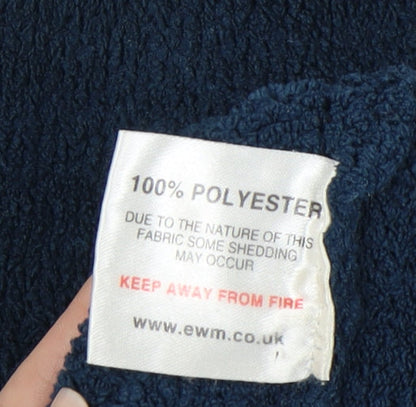 100% POLYESTER
DUE TO THE NATURE OF THIS
FABRIC SOME SHEDDING
MAY OCCUR
KEEP AWAY FROM FIRE
www.ewm.co.uk